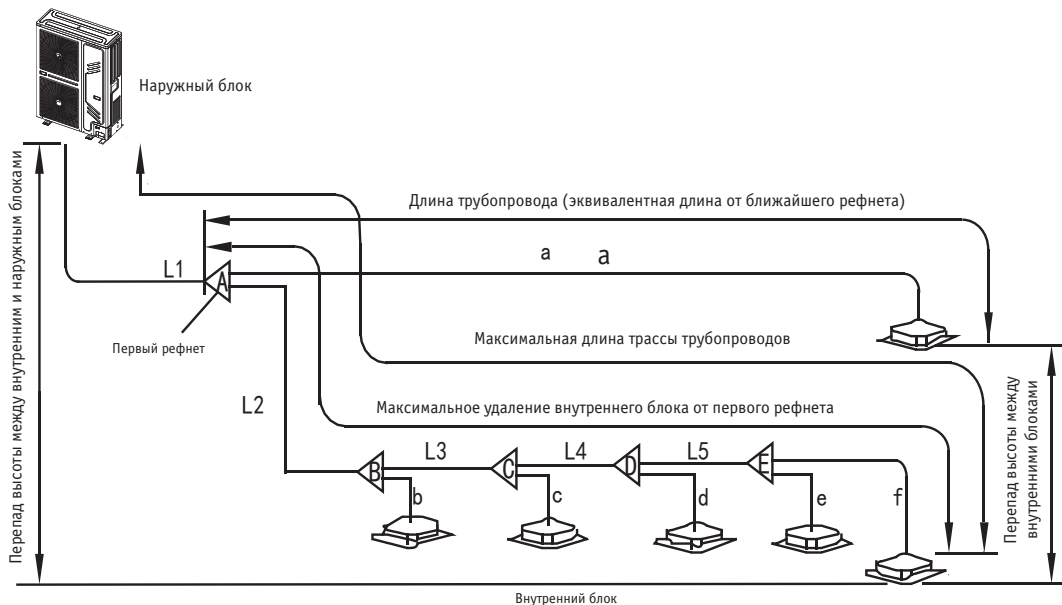 Наружный блок
Перепад высоты между внутренним и наружным блоками
Длина трубопровода (эквивалентная длина от ближайшего рефнета)
a a
L1
A
Первый рефнет
Максимальная длина трассы трубопроводов
L2
Максимальное удаление внутреннего блока от первого рефнета
Перепад высоты между
внутренними блоками
L3
L4
L5
B
C
D
E
b
c
d
e
f
Внутренний блок